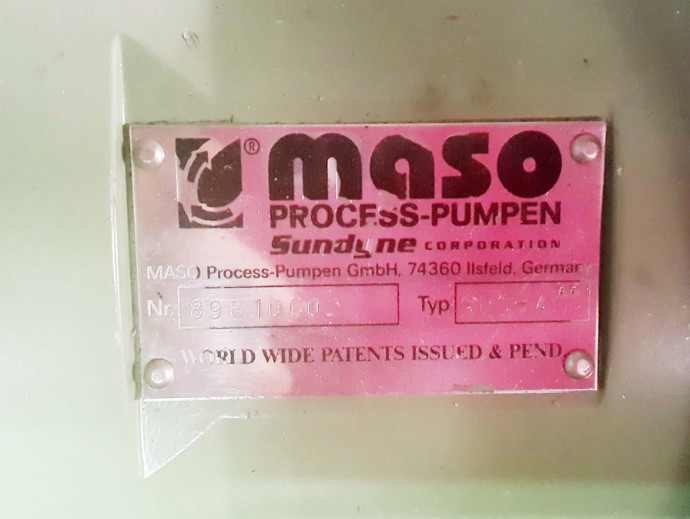 ® maso
PROCESS-PUMPEN
Sundyne CORPORATION
MASO Process-Pumpen GmbH, 74360 Ilsfeld, Germany
Nr. Typ
WORLD WIDE PATENTS ISSUED & PEND.